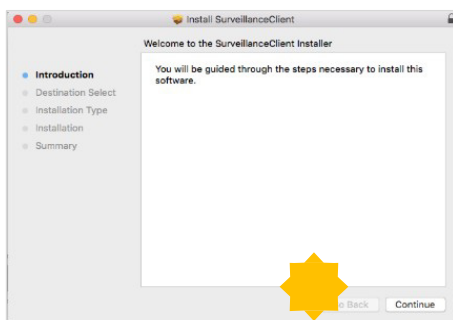 Install SurveillanceClient
Welcome to the SurveillanceClient Installer
Introduction
Destination Select
Installation Type
Installation
Summary
You will be guided through the steps necessary to install this
software.
Back
Continue